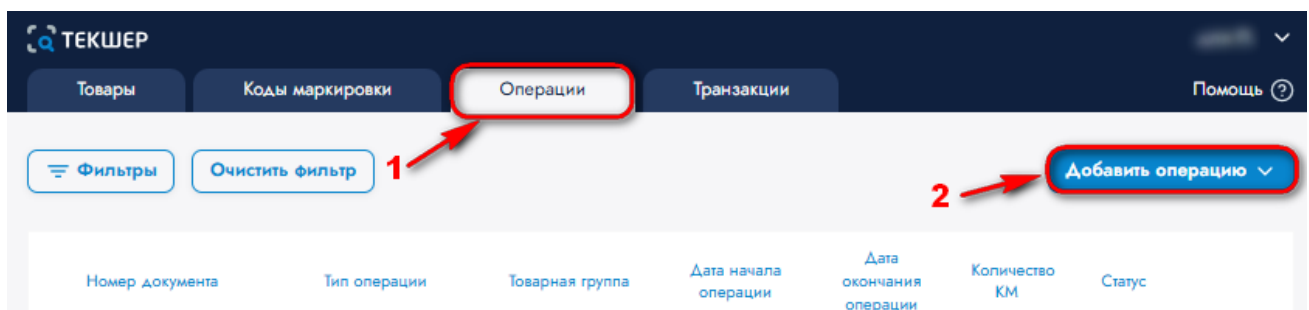 ТЕКШЕР
Товары
Коды маркировки
Операции
Транзакции
Помощь ?
Фильтры
Очистить фильтр
1
2
Добавить операцию
Номер документа
Тип операции
Товарная группа
Дата начала
операции
Дата
окончания
операции
Количество
КМ
Статус